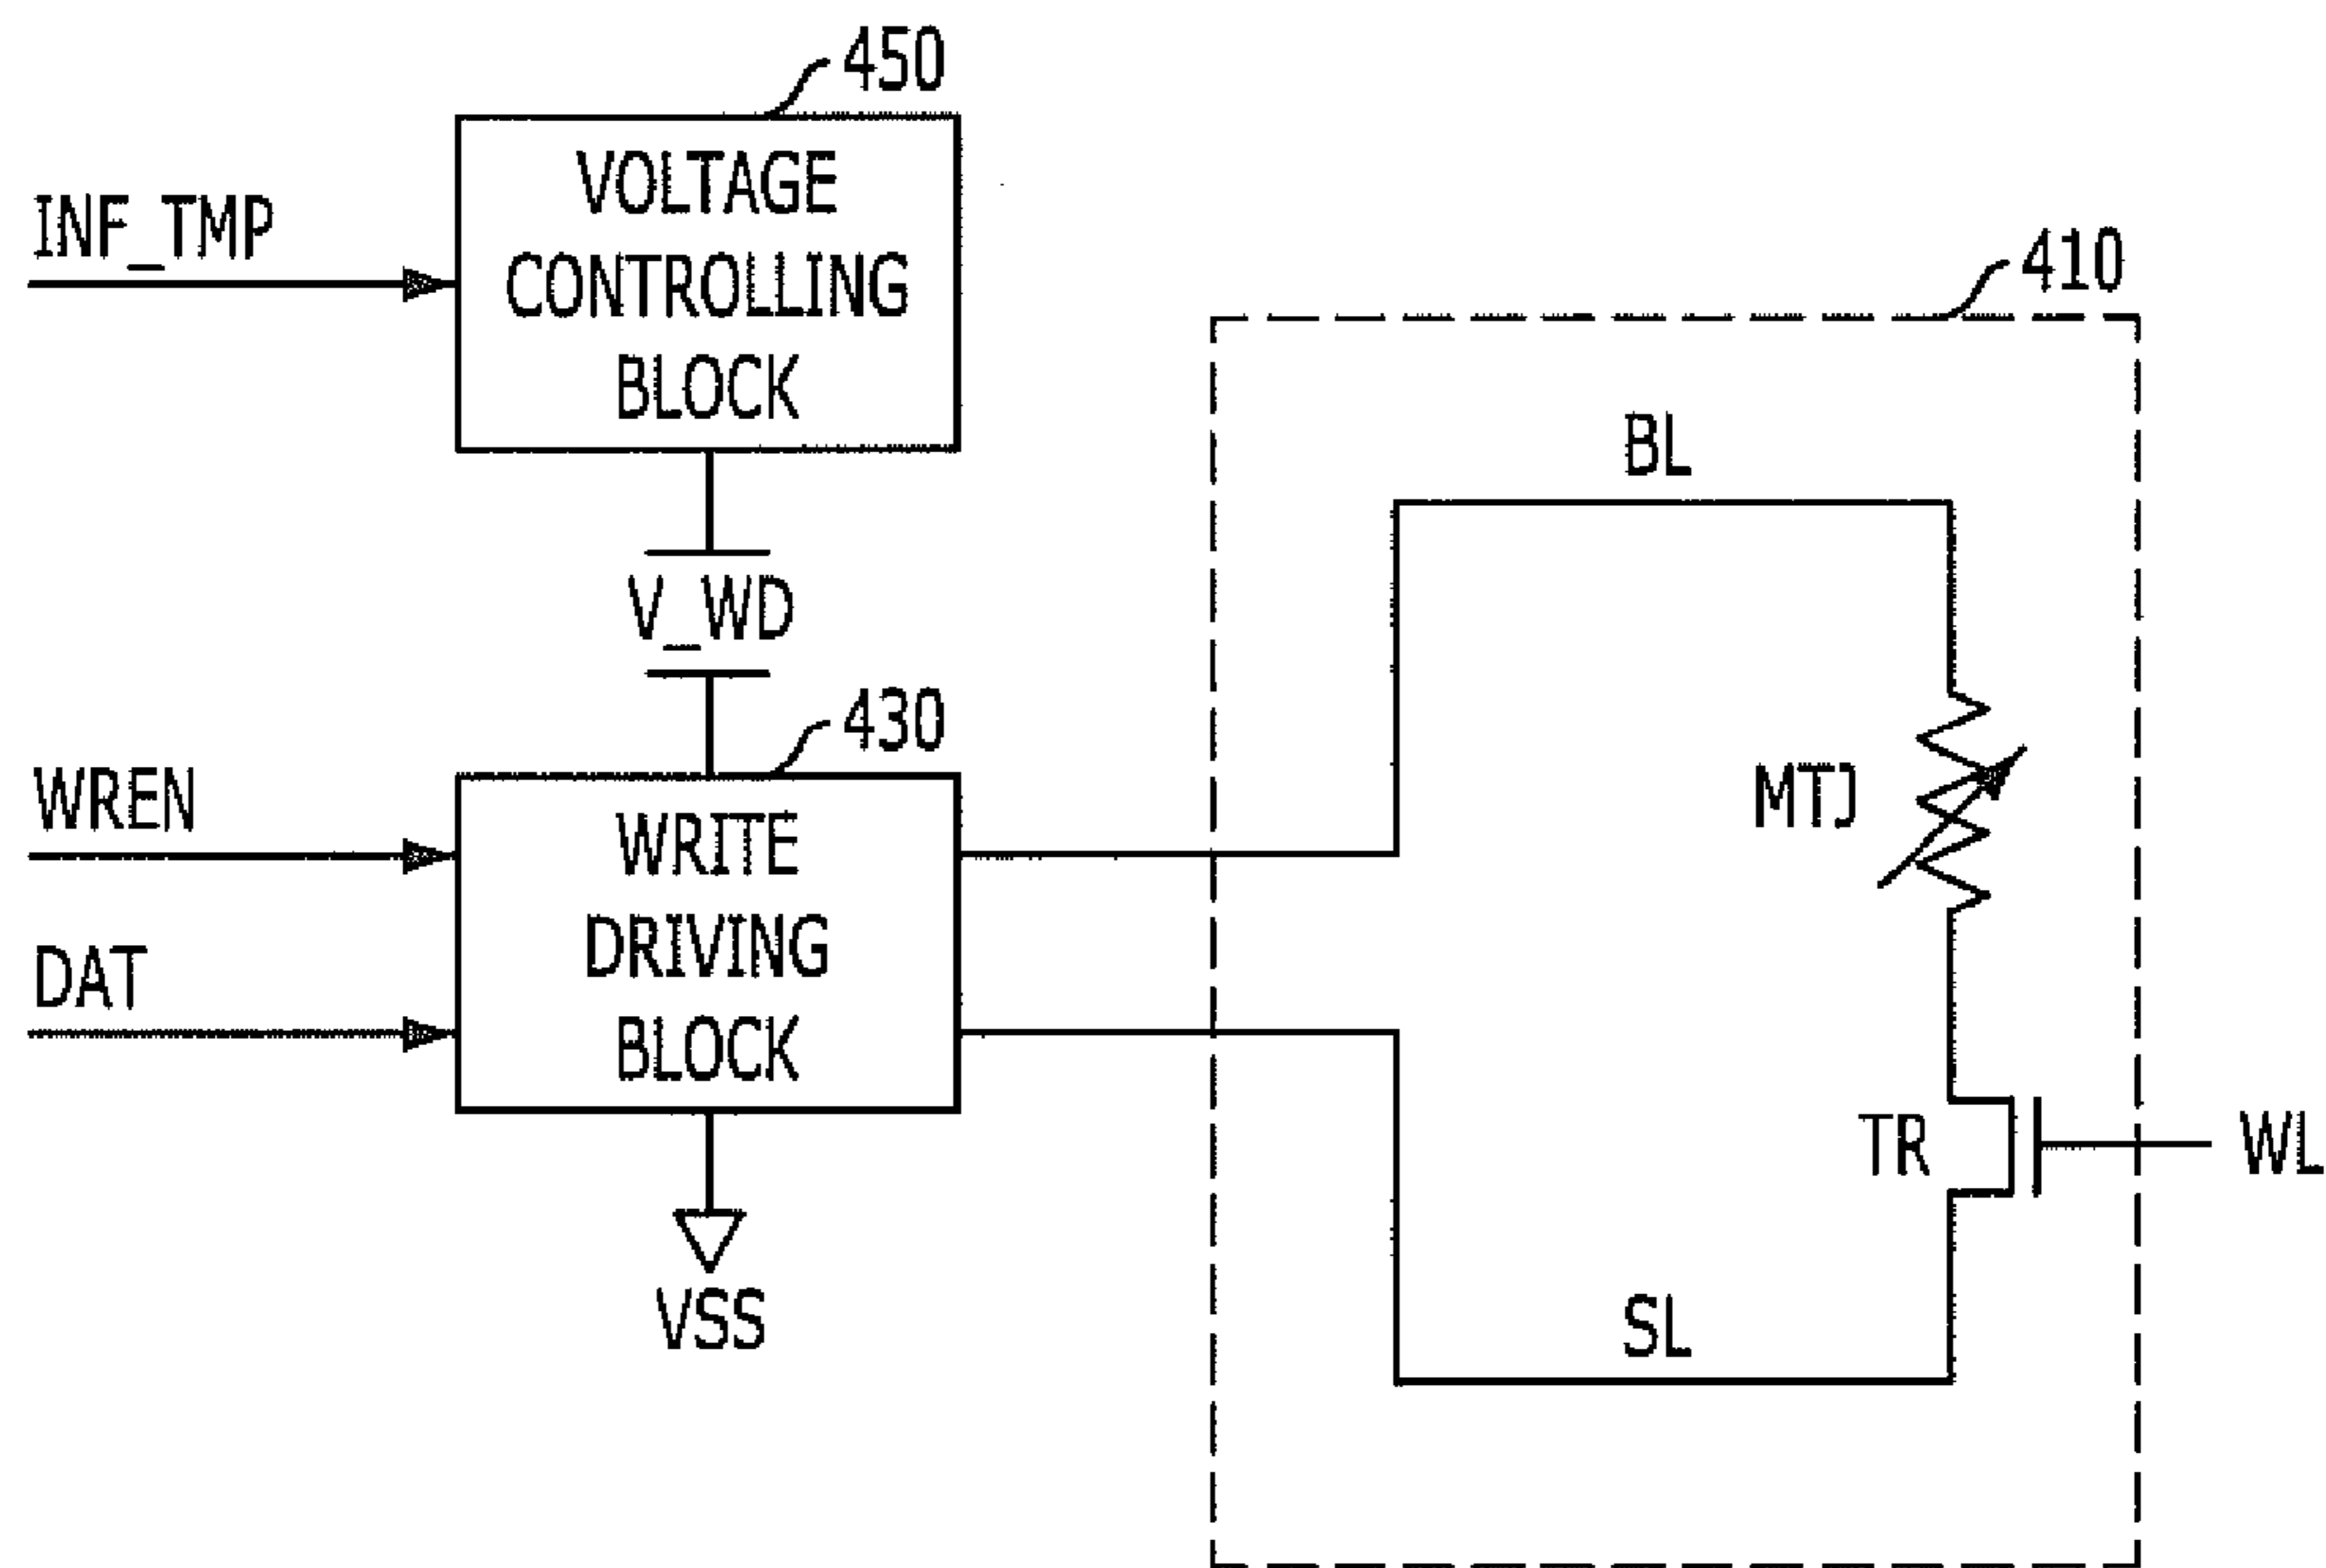 450
VOLTAGE
CONTROLLING
BLOCK
INF_TMP
410
BL
V_WD
430
WREN
WRITE
DRIVING
BLOCK
MTJ
DAT
TR
WL
VSS
SL